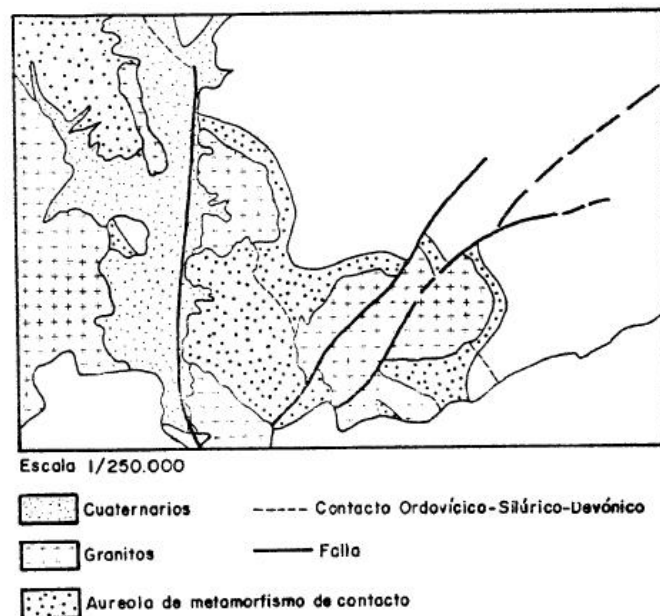 Escala 1/250.000
Cuaternarios
Contacto Ordovícico-Silúrico-Devónico
Granitos
Falla
Aureola de metamorfismo de contacto